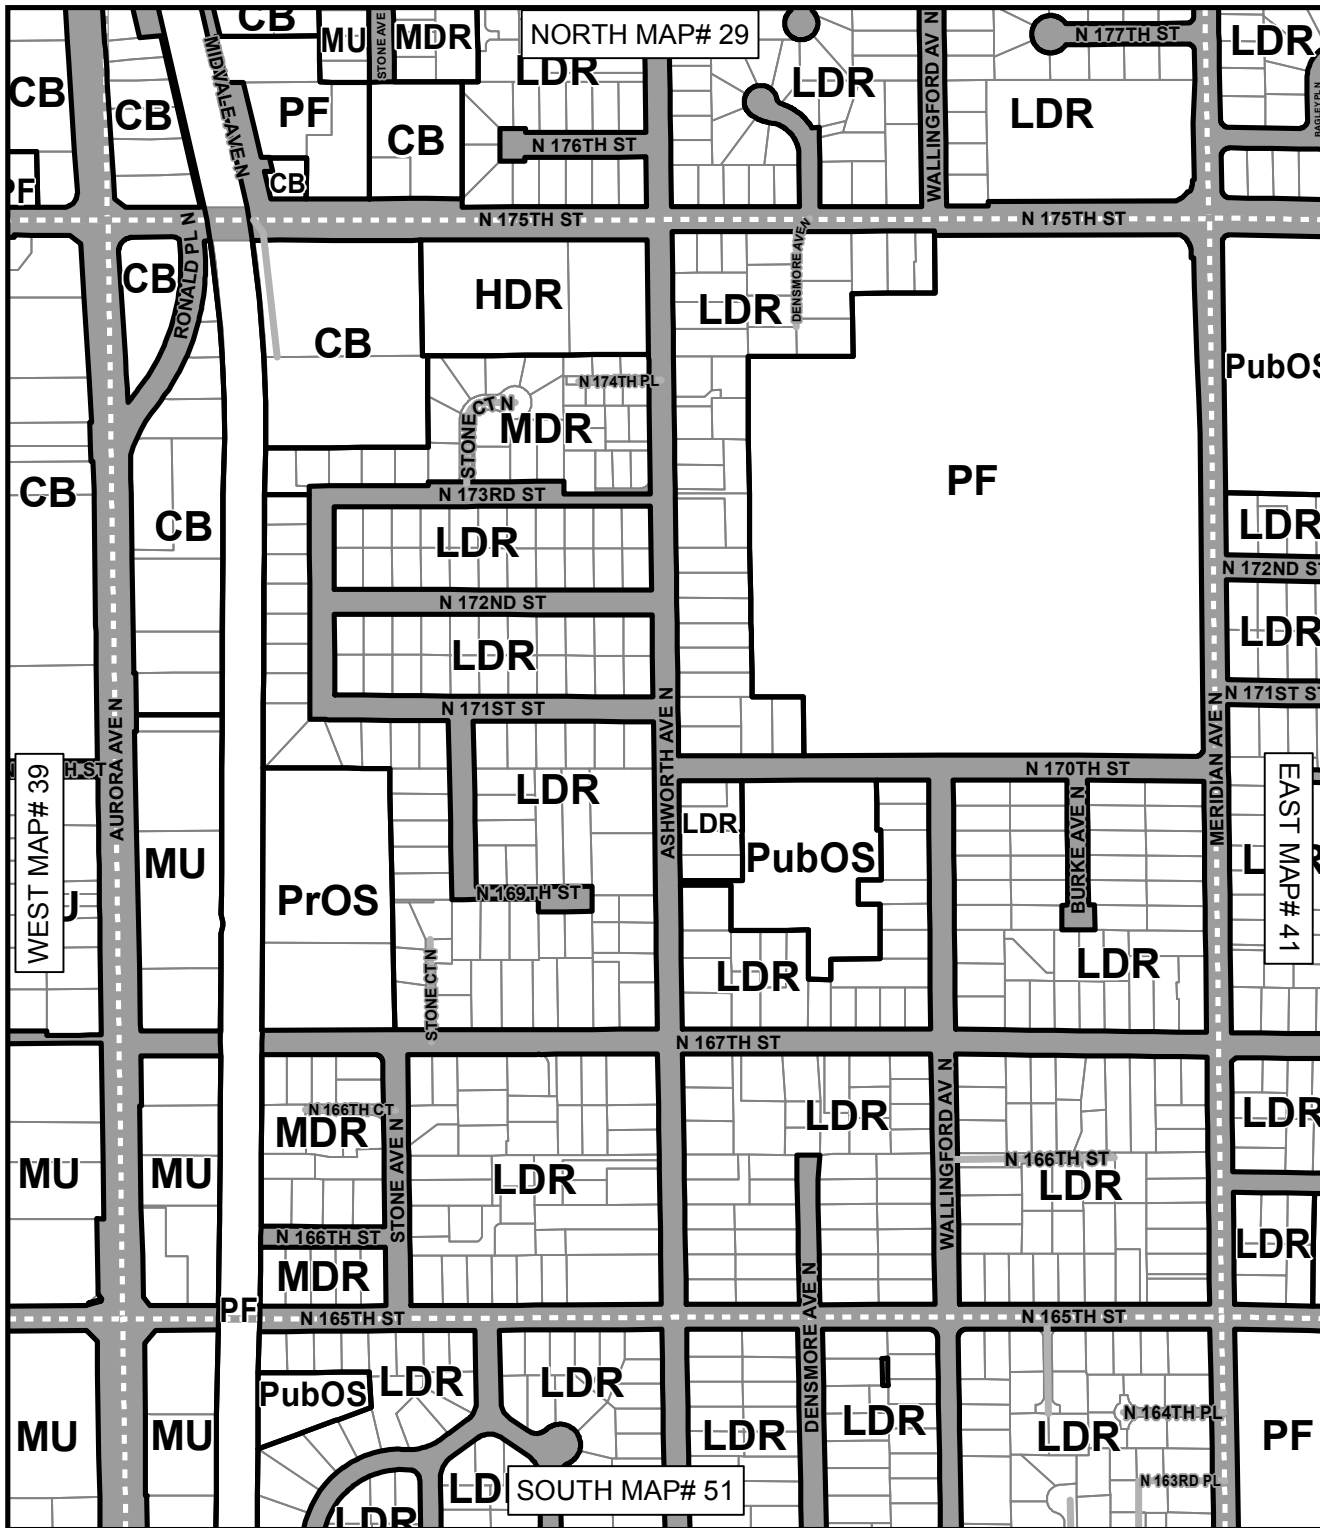 CB
MU
STONE AVE
MDR
NORTH MAP# 29
LDR
WALLINGFORD AV N
N 177TH ST
LDR
MIDVALE AVE N
CB
CB
PF
CB
N 176TH ST
LDR
LDR
BAGLEY PL N
PF
CB
N 175TH ST
N 175TH ST
RONALD PL N
CB
HDR
CB
DENSMORE AVE N
LDR
PubOS
N 174TH PL
STONE CT N
MDR
PF
CB
CB
N 173RD ST
LDR
LDR
N 172ND ST
N 172ND ST
LDR
LDR
N 171ST ST
N 171ST ST
AURORA AVE N
ASHWORTH AVE N
MERIDIAN AVE N
WEST MAP# 39
H ST
N 170TH ST
EAST MAP# 41
LDR
LDR
BURKE AVE N
MU
PubOS
PrOS
N 169TH ST
STONE CT N
LDR
LDR
N 167TH ST
WALLINGFORD AV N
N 166TH CT
MDR
STONE AVE N
LDR
LDR
MU
MU
LDR
N 166TH ST
LDR
N 166TH ST
LDR
MDR
DENSMORE AVE N
PF
N 165TH ST
N 165TH ST
PubOS
LDR
LDR
N 164TH PL
MU
MU
LDR
LDR
LDR
PF
N 163RD PL
LD
SOUTH MAP# 51
LDR